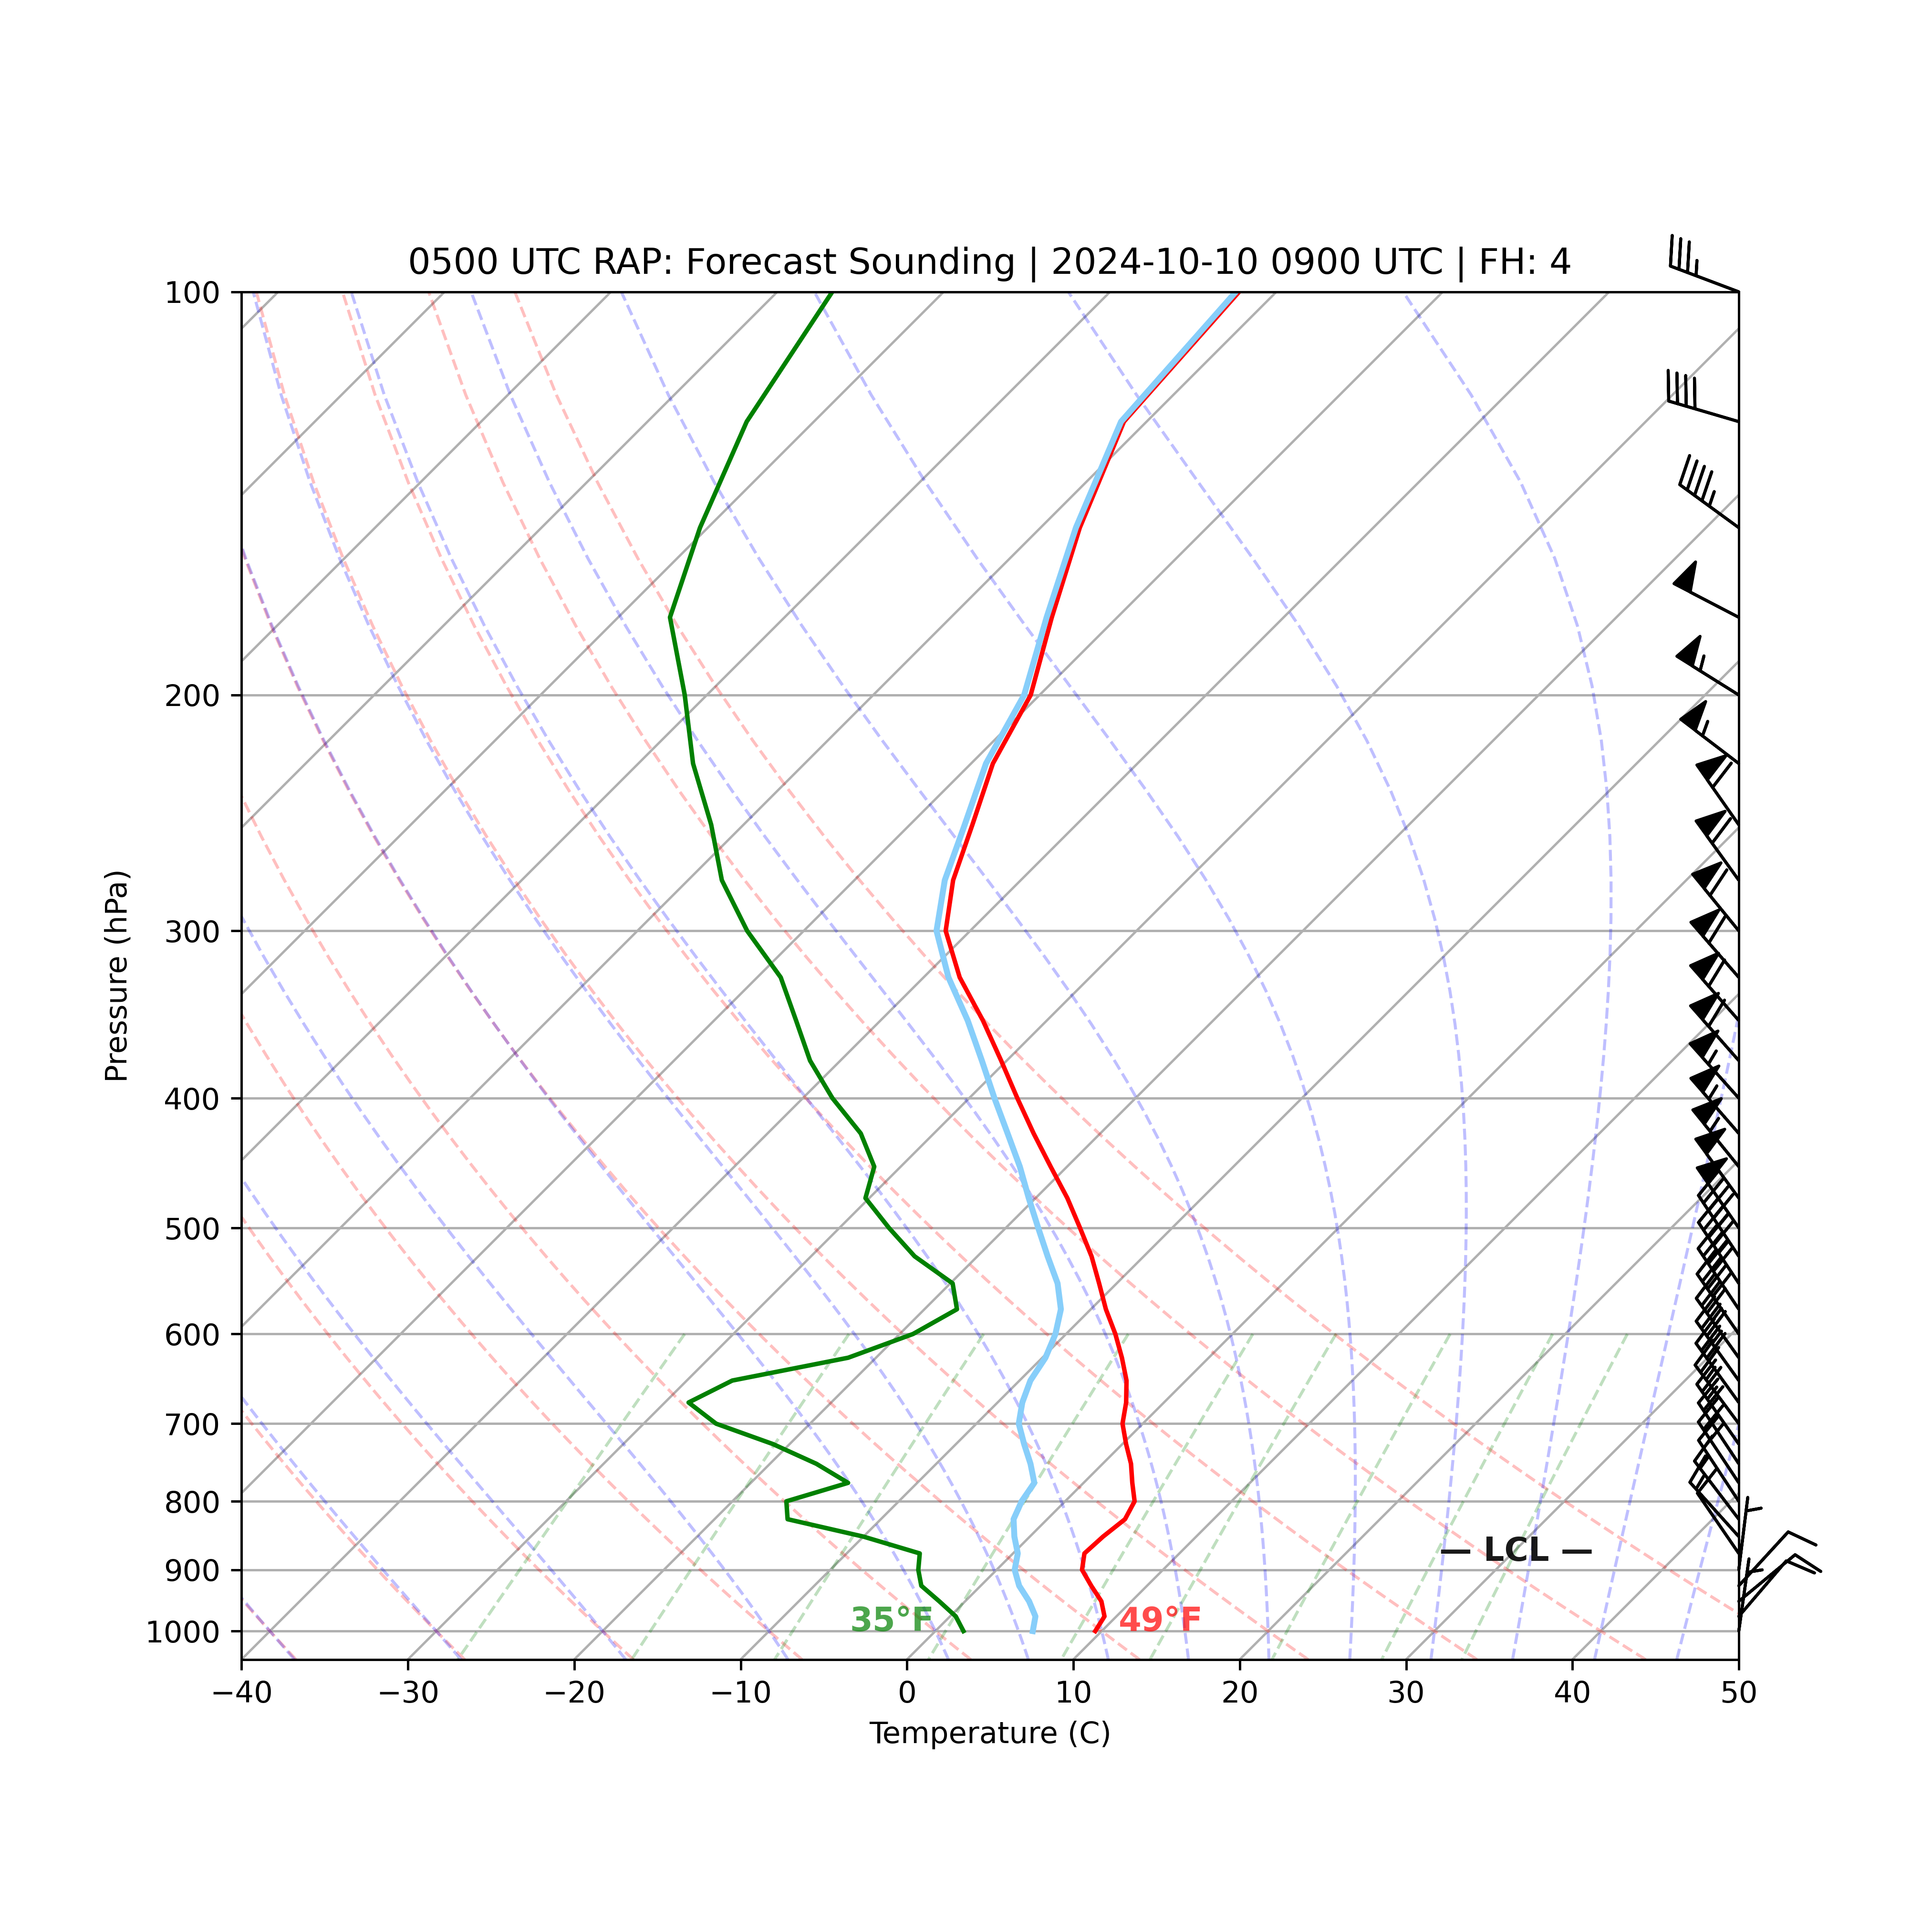 0500 UTC RAP: Forecast Sounding | 2024-10-10 0900 UTC | FH: 4
100
200
300
400
500
600
700
800
900
1000
Pressure (hPa)
— LCL —
35°F
49°F
−40 −30 −20 −10 0 10 20 30 40 50
Temperature (C)